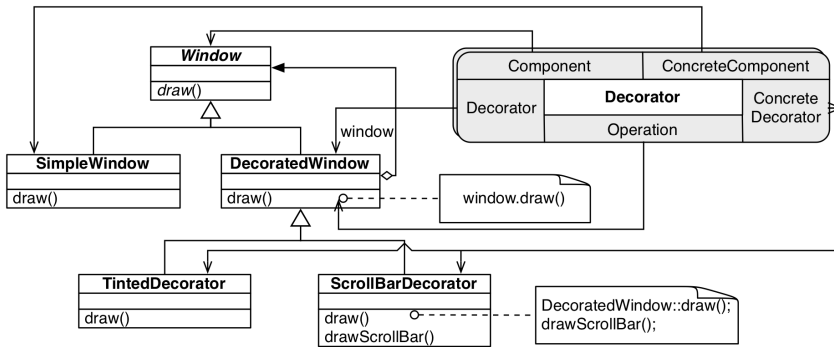 Window
draw()
Component
ConcreteComponent
Decorator
Decorator
Concrete
Decorator
Operation
window
SimpleWindow
draw()
DecoratedWindow
draw()
window.draw()
TintedDecorator
draw()
ScrollBarDecorator
draw()
drawScrollBar()
DecoratedWindow::draw();
drawScrollBar();